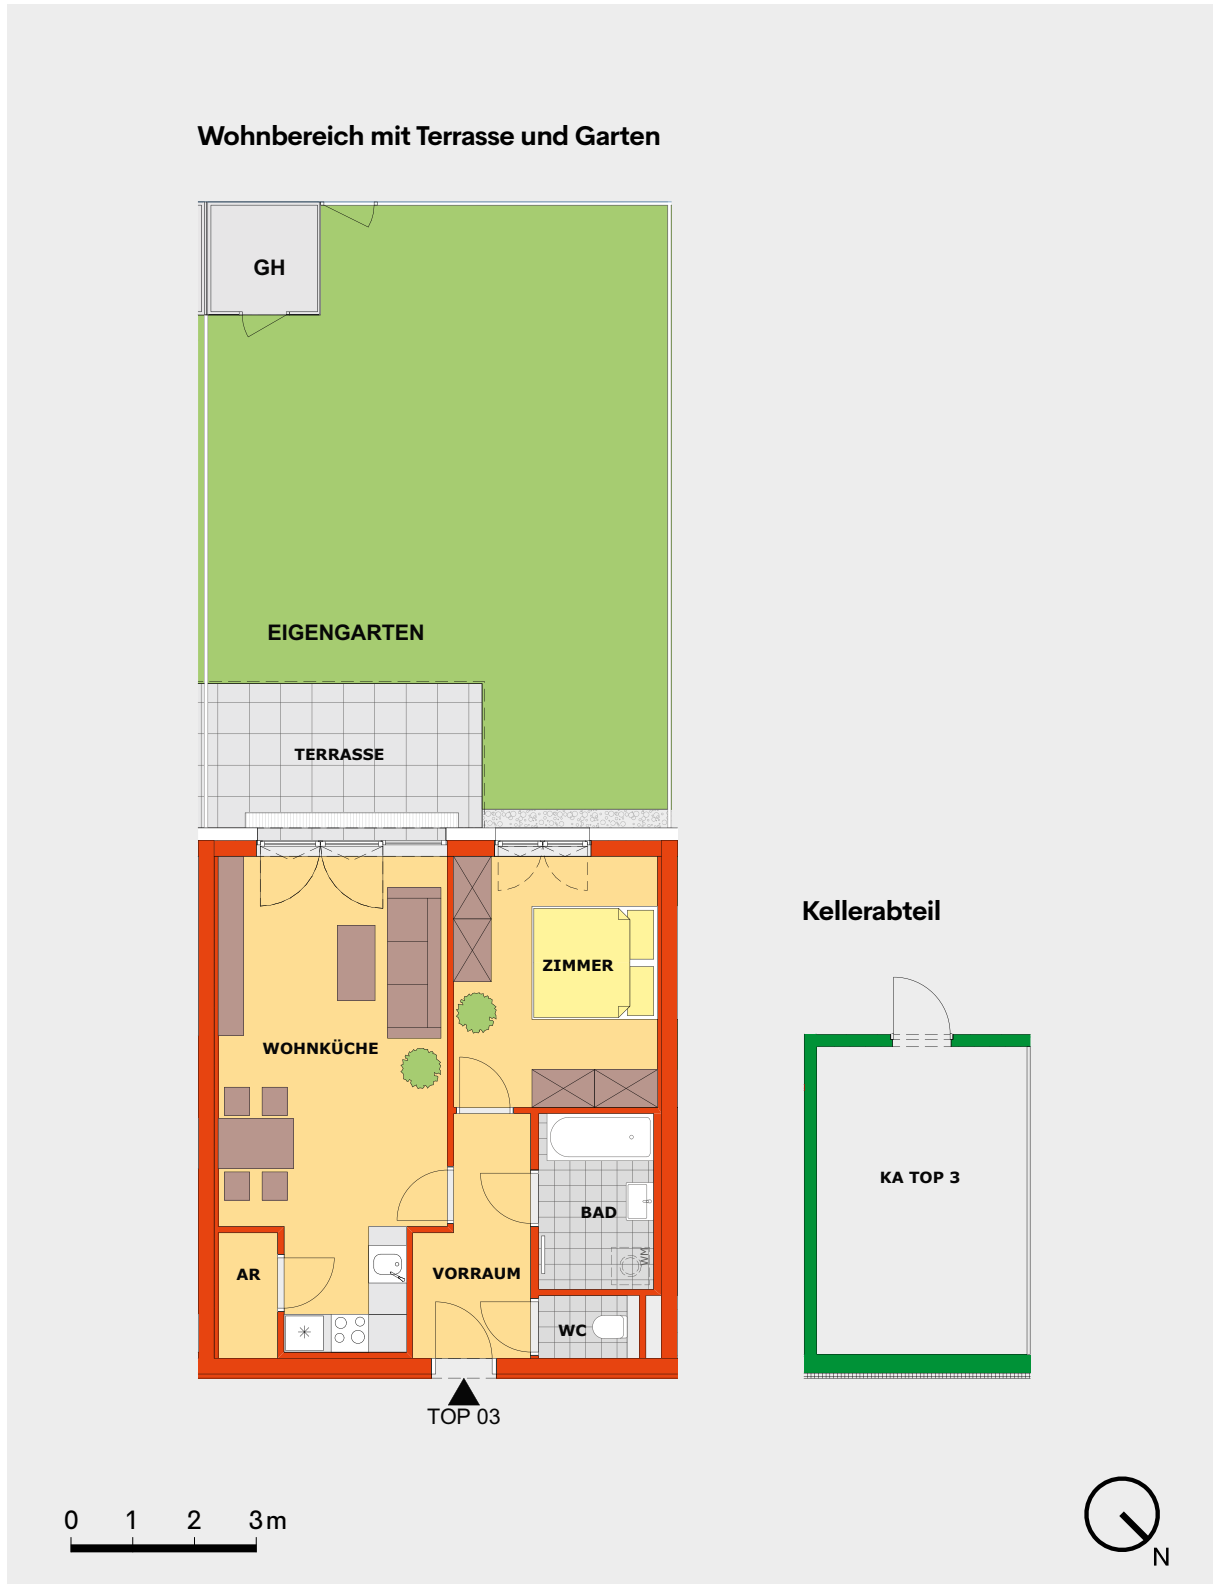 Wohnbereich mit Terrasse und Garten
GH
EIGENGARTEN
TERRASSE
Kellerabteil
ZIMMER
WOHNKÜCHE
KA TOP 3
BAD
WM
AR
VORRAUM
WC
TOP 03
0 1 2 3 m
N